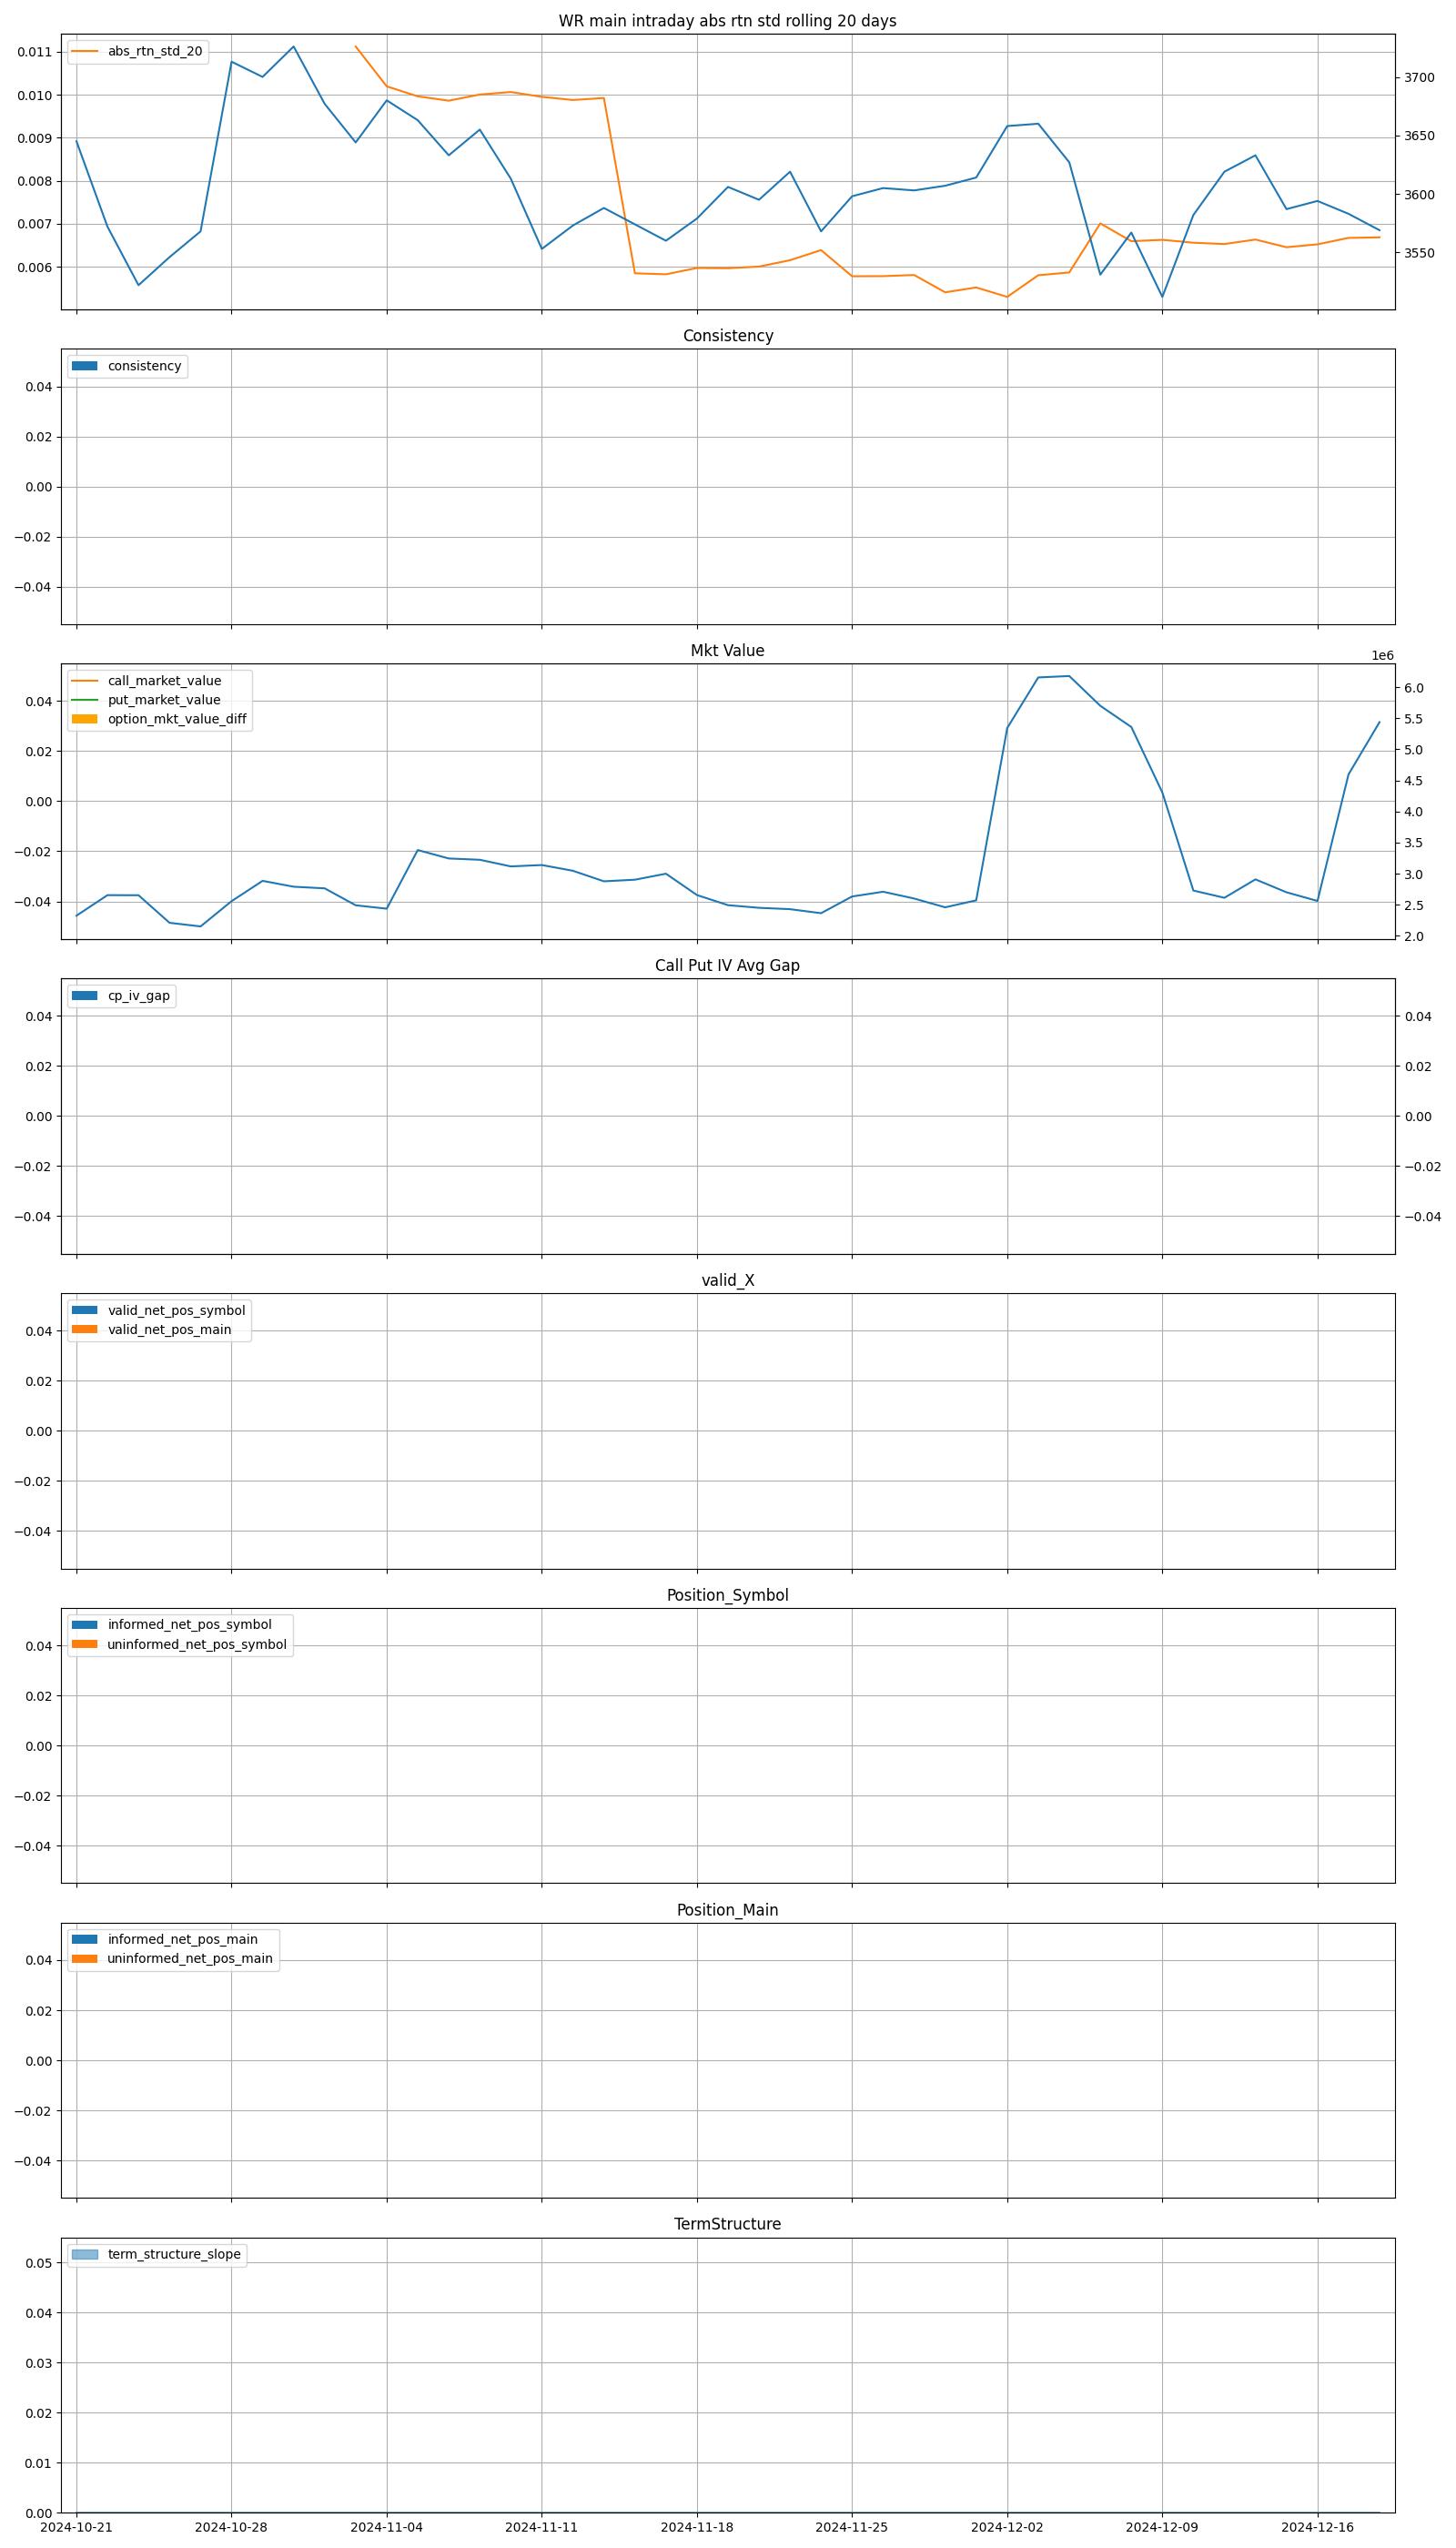 WR main intraday abs rtn std rolling 20 days
abs_rtn_std_20
0.011
0.010
0.009
0.008
0.007
0.006
3700
3650
3600
3550
Consistency
consistency
0.04
0.02
0.00
−0.02
−0.04
Mkt Value
1e6
call_market_value
put_market_value
option_mkt_value_diff
0.04
0.02
0.00
−0.02
−0.04
6.0
5.5
5.0
4.5
4.0
3.5
3.0
2.5
2.0
Call Put IV Avg Gap
cp_iv_gap
0.04
0.02
0.00
−0.02
−0.04
0.04
0.02
0.00
−0.02
−0.04
valid_X
valid_net_pos_symbol
valid_net_pos_main
0.04
0.02
0.00
−0.02
−0.04
Position_Symbol
informed_net_pos_symbol
uninformed_net_pos_symbol
0.04
0.02
0.00
−0.02
−0.04
Position_Main
informed_net_pos_main
uninformed_net_pos_main
0.04
0.02
0.00
−0.02
−0.04
TermStructure
term_structure_slope
0.05
0.04
0.03
0.02
0.01
0.00
2024-10-21 2024-10-28 2024-11-04 2024-11-11 2024-11-18 2024-11-25 2024-12-02 2024-12-09 2024-12-16